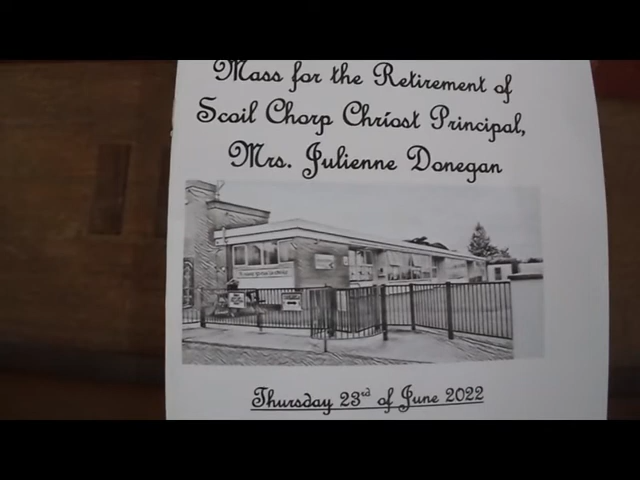 Mass for the Retirement of
Scoil Chorp Chríost Principal,
Mrs. Julienne Donegan
Thursday 23rd of June 2022